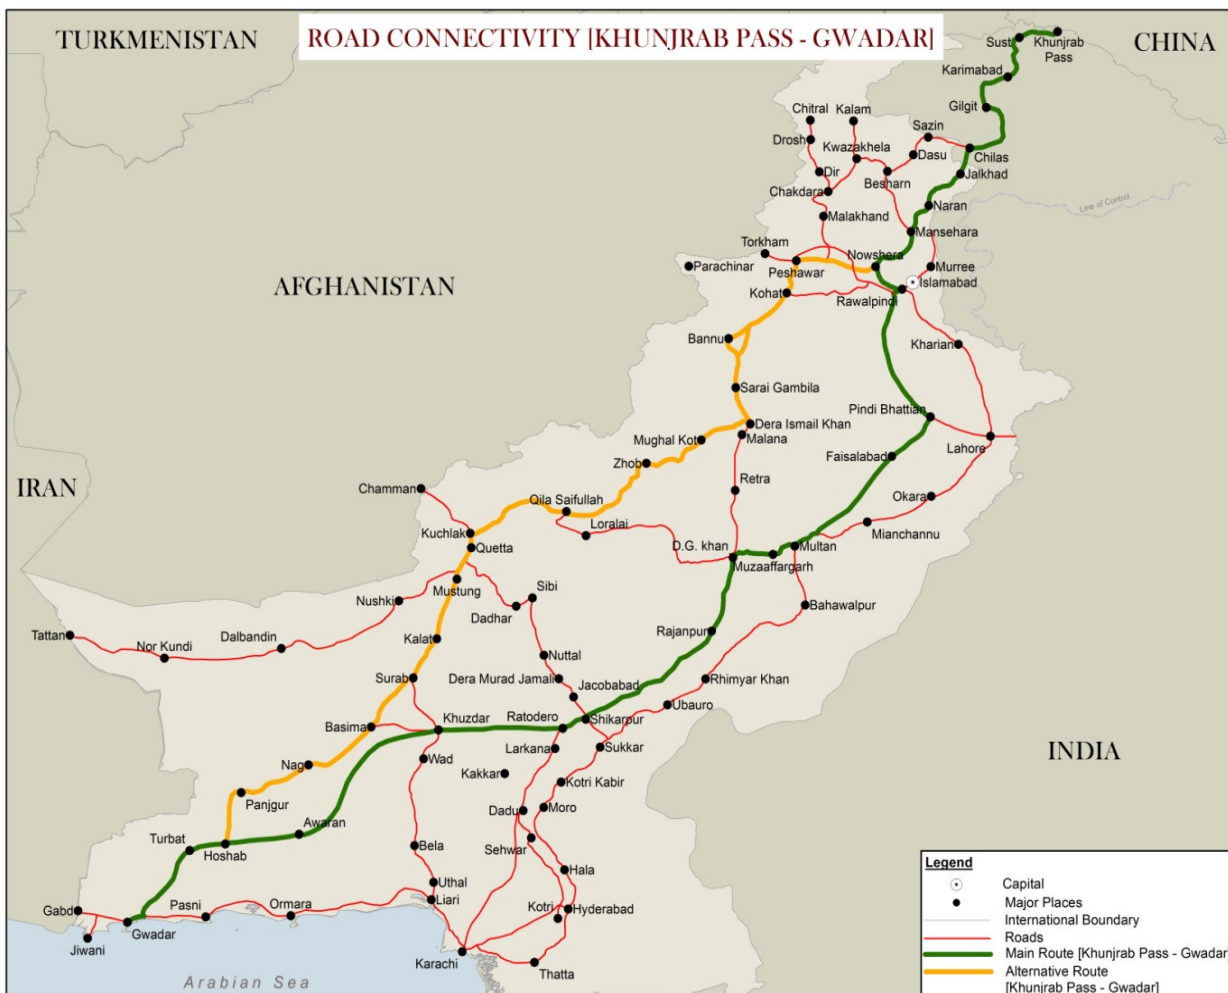 ROAD CONNECTIVITY [KHUNJRAB PASS - GWADAR]
TURKMENISTAN
CHINA
Sust
Khunjrab
Pass
Karimabad
Gilgit
Chitral
Kalam
Sazin
Drosh
Kwazakhela
Dasu
Chilas
Dir
Besharn
Jalkhad
Chakdara
Line of Control
Naran
Malakhand
Mansehara
Torkham
Nowshera
Parachinar
Peshawar
Murree
AFGHANISTAN
Islamabad
Kohat
Rawalpindi
Bannu
Kharian
Sarai Gambila
Pindi Bhattian
Dera Ismail Khan
Mughal Kot
Malana
Lahore
Zhob
Faisalabad
IRAN
Chamman
Retra
Okara
Qila Saifullah
Kuchlak
Loralai
Mianchannu
Quetta
D.G. khan
Multan
Muzaaffargarh
Mustung
Sibi
Nushki
Dadhar
Bahawalpur
Tattan
Nor Kundi
Dalbandin
Kalat
Rajanpur
Nuttal
Surab
Dera Murad Jamali
Rhimyar Khan
Jacobabad
Ubauro
Basima
Khuzdar
Ratodero
Shikarpur
Larkana
Sukkar
INDIA
Wad
Nag
Kakkar
Kotri Kabir
Panjgur
Dadu
Moro
Awaran
Turbat
Hoshab
Bela
Sehwar
Hala
Uthal
Liari
Gabd
Pasni
Ormara
Kotri
Hyderabad
Gwadar
Jiwani
Karachi
Thatta
Arabian Sea
Legend
Capital
Major Places
International Boundary
Roads
Main Route [Khunjrab Pass - Gwadar]
Alternative Route
[Khunjrab Pass - Gwadar]